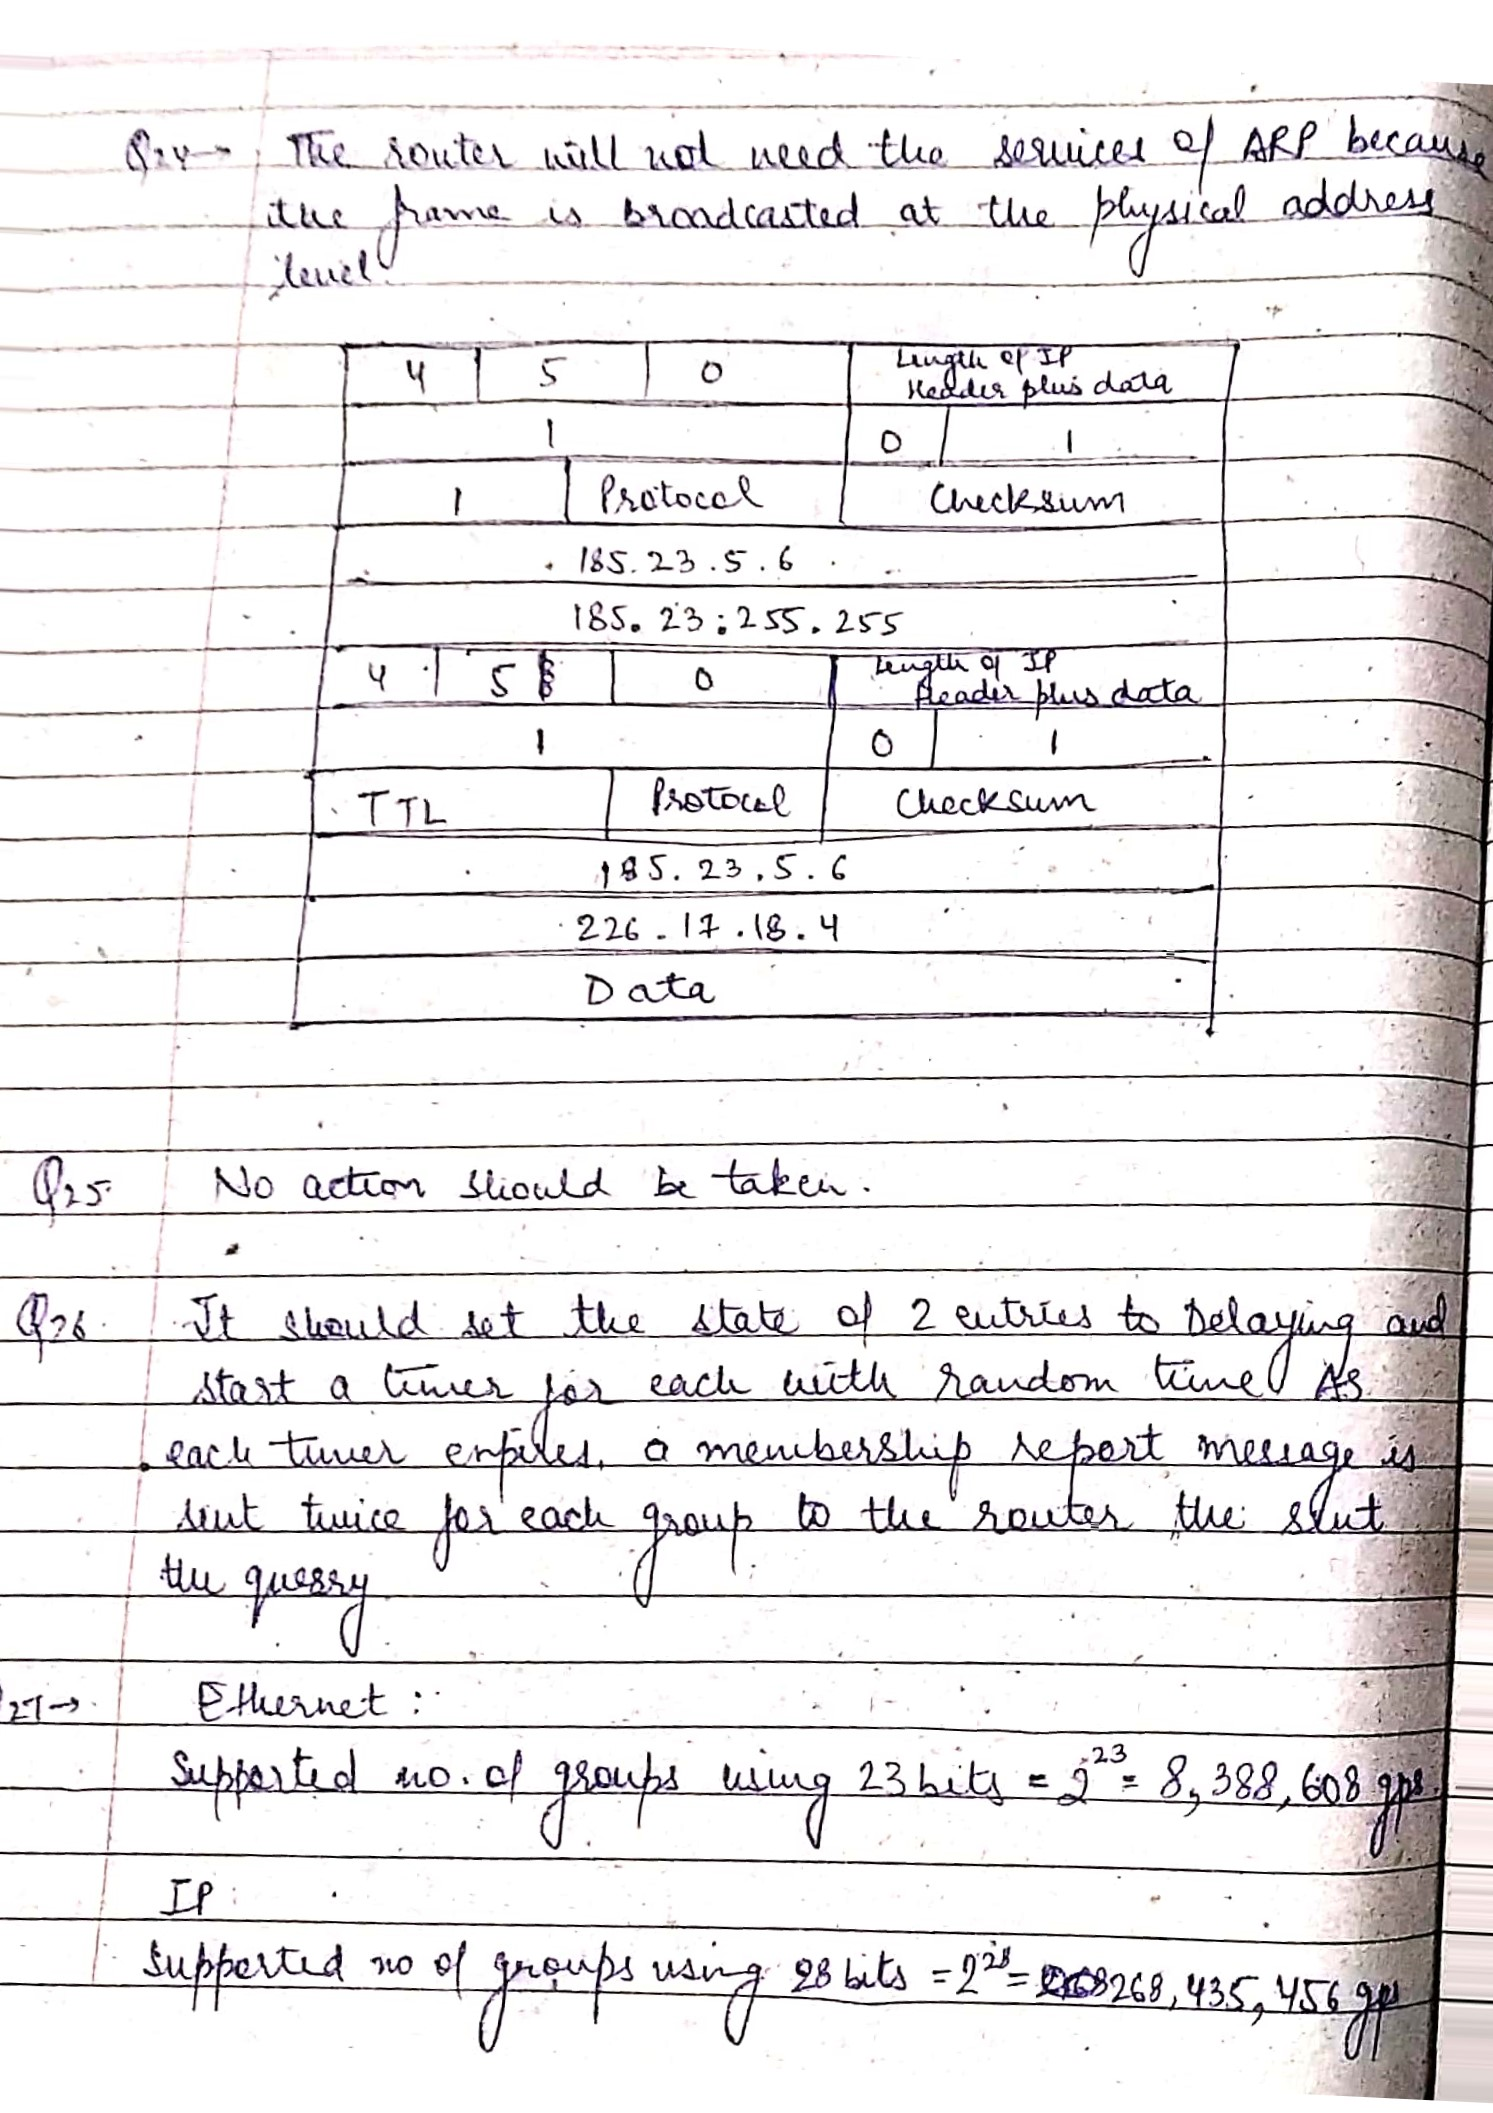 Q24→ The router will not need the services of ARP because
the frame is broadcasted at the physical address
level.
4 5 0 Length of IP
Header plus data
1 0 1
1 Protocol Checksum
185.23.5.6
185.23.255.255
4 5 0 Length of IP
Header plus data
1 0 1
TTL Protocol Checksum
185.23.5.6
226.17.18.4
Data
Q25 No action should be taken.
Q26. It should set the state of 2 entries to Delaying and
start a timer for each with random time As
each timer expires, a membership report message is
sent twice for each group to the router the sent
the querry
27→ Ethernet :
Supported no. of groups using 23 bits = 2²³ = 8,388,608 gps.
IP :
Supported no of groups using 28 bits = 2²⁸ = 268,435,456 gps